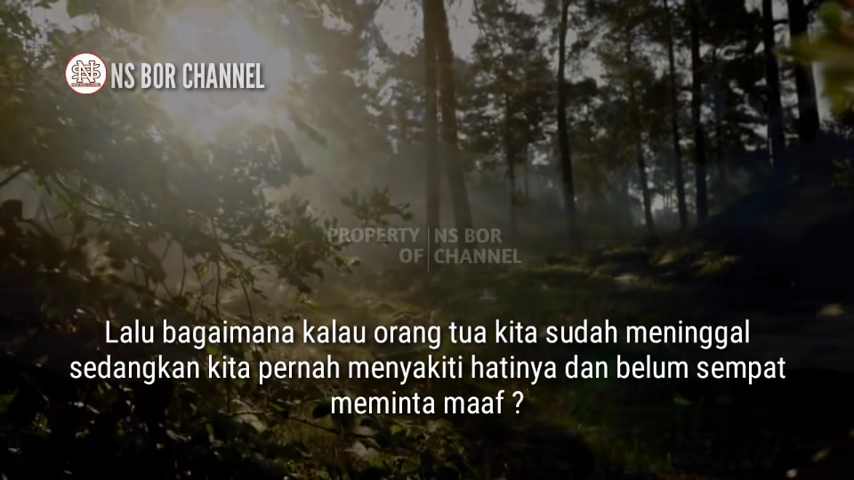 NS BOR CHANNEL
PROPERTY OF NS BOR CHANNEL
Lalu bagaimana kalau orang tua kita sudah meninggal
sedangkan kita pernah menyakiti hatinya dan belum sempat
meminta maaf ?